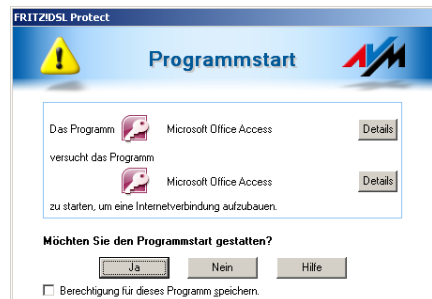 FRITZ!DSL Protect
Programmstart
AVM
Das Programm Microsoft Office Access Details
versucht das Programm
Microsoft Office Access Details
zu starten, um eine Internetverbindung aufzubauen.
Möchten Sie den Programmstart gestatten?
Ja Nein Hilfe
Berechtigung für dieses Programm speichern.